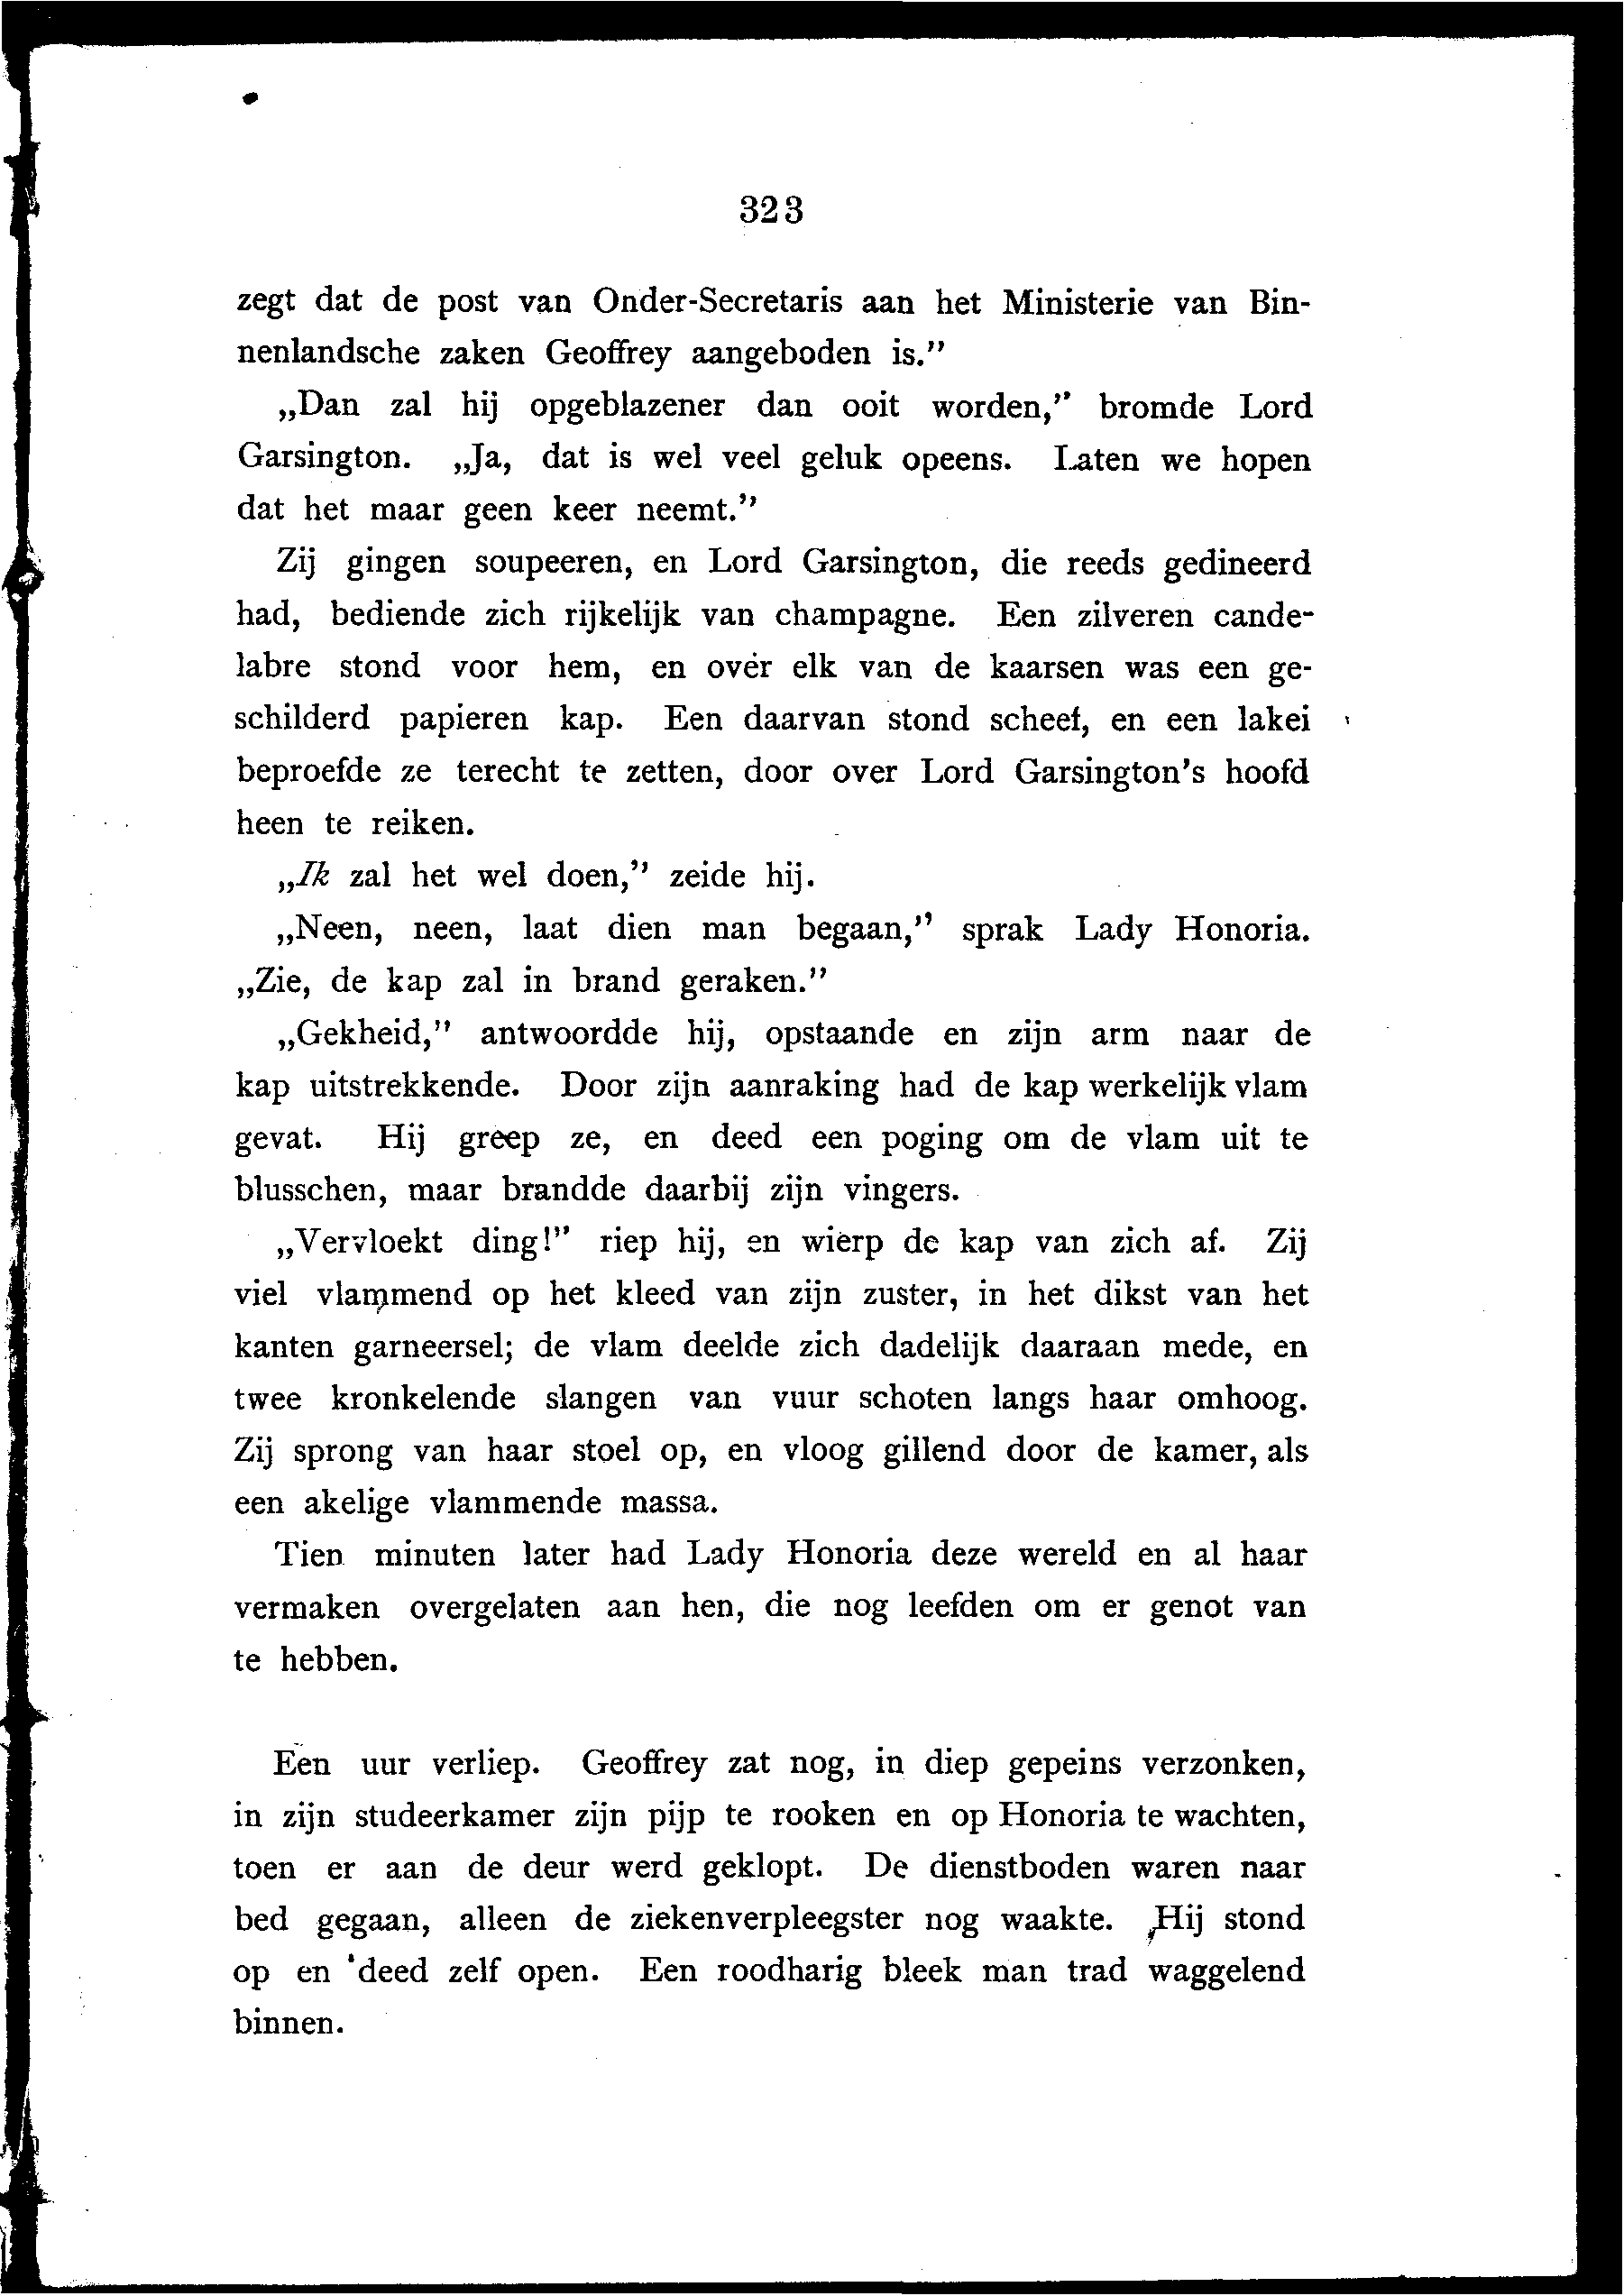 323
zegt dat de post van Onder-Secretaris aan het Ministerie van Bin-
nenlandsche zaken Geoffrey aangeboden is.”
„Dan zal hij opgeblazener dan ooit worden,” bromde Lord
Garsington. „Ja, dat is wel veel geluk opeens. Laten we hopen
dat het maar geen keer neemt.”
Zij gingen soupeeren, en Lord Garsington, die reeds gedineerd
had, bediende zich rijkelijk van champagne. Een zilveren cande-
labre stond voor hem, en over elk van de kaarsen was een ge-
schilderd papieren kap. Een daarvan stond scheef, en een lakei
beproefde ze terecht te zetten, door over Lord Garsington's hoofd
heen te reiken.
„Ik zal het wel doen,” zeide hij.
„Neen, neen, laat dien man begaan,” sprak Lady Honoria.
„Zie, de kap zal in brand geraken.”
„Gekheid,” antwoordde hij, opstaande en zijn arm naar de
kap uitstrekkende. Door zijn aanraking had de kap werkelijk vlam
gevat. Hij greep ze, en deed een poging om de vlam uit te
blusschen, maar brandde daarbij zijn vingers.
„Vervloekt ding!” riep hij, en wierp de kap van zich af. Zij
viel vlammend op het kleed van zijn zuster, in het dikst van het
kanten garneersel; de vlam deelde zich dadelijk daaraan mede, en
twee kronkelende slangen van vuur schoten langs haar omhoog.
Zij sprong van haar stoel op, en vloog gillend door de kamer, als
een akelige vlammende massa.
Tien minuten later had Lady Honoria deze wereld en al haar
vermaken overgelaten aan hen, die nog leefden om er genot van
te hebben.
Een uur verliep. Geoffrey zat nog, in diep gepeins verzonken,
in zijn studeerkamer zijn pijp te rooken en op Honoria te wachten,
toen er aan de deur werd geklopt. De dienstboden waren naar
bed gegaan, alleen de ziekenverpleegster nog waakte. Hij stond
op en deed zelf open. Een roodharig bleek man trad waggelend
binnen.